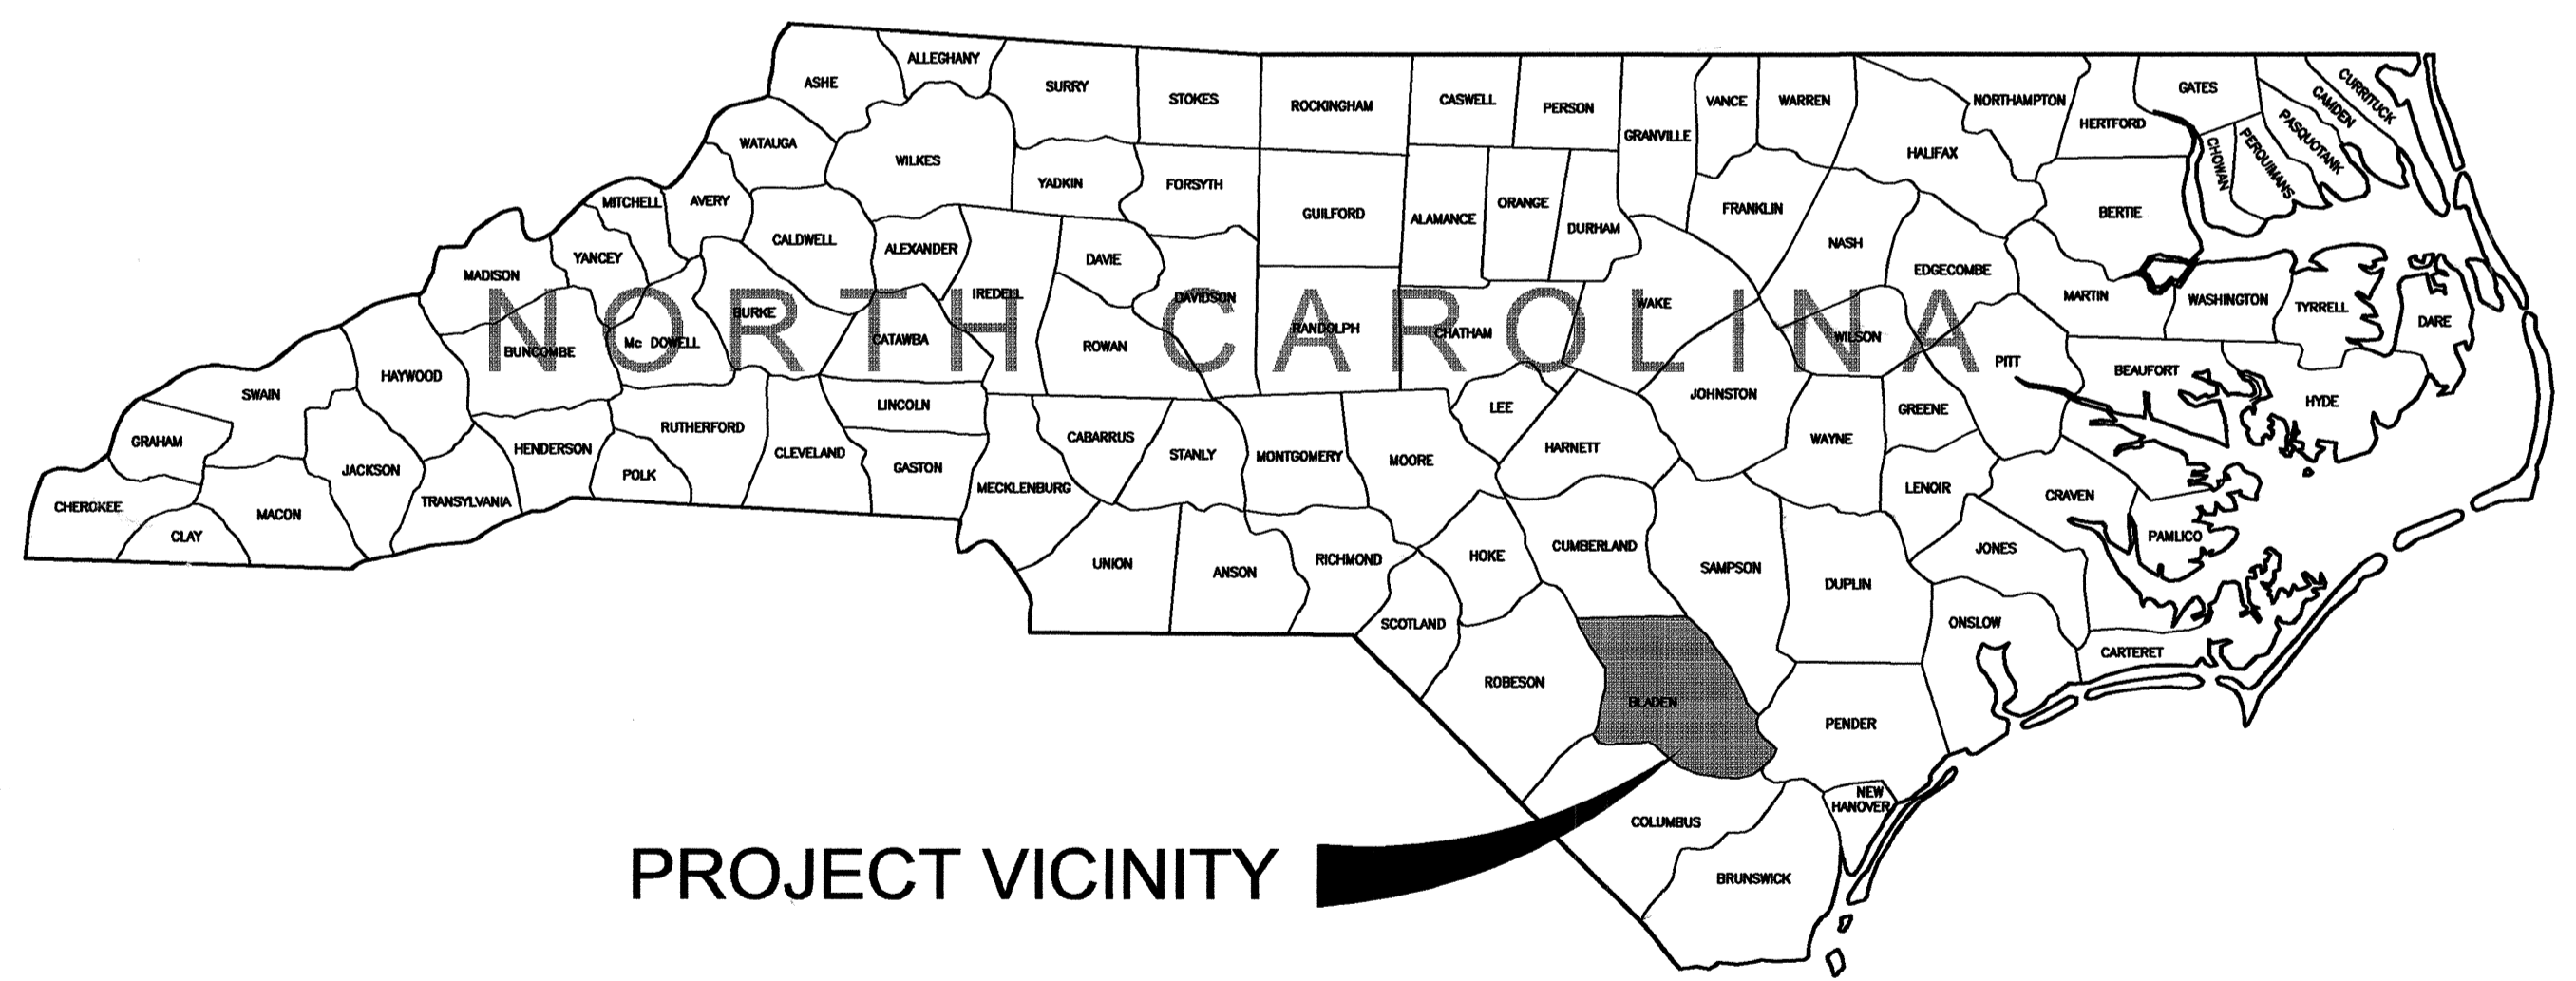 ALLEGHANY
ASHE
SURRY
STOKES
ROCKINGHAM
CASWELL
PERSON
GRANVILLE
VANCE
WARREN
NORTHAMPTON
HERTFORD
GATES
CURRITUCK
CAMDEN
PASQUOTANK
PERQUIMANS
CHOWAN
WATAUGA
WILKES
YADKIN
FORSYTH
GUILFORD
ALAMANCE
ORANGE
DURHAM
FRANKLIN
HALIFAX
BERTIE
MITCHELL
AVERY
CALDWELL
ALEXANDER
DAVIE
NASH
EDGECOMBE
MARTIN
WASHINGTON
TYRRELL
DARE
MADISON
YANCEY
NORTH CAROLINA
IREDELL
DAVIDSON
BURKE
RANDOLPH
CHATHAM
WAKE
WILSON
BUNCOMBE
Mc DOWELL
CATAWBA
ROWAN
PITT
BEAUFORT
HYDE
SWAIN
HAYWOOD
LINCOLN
LEE
JOHNSTON
GREENE
GRAHAM
JACKSON
HENDERSON
RUTHERFORD
POLK
CLEVELAND
GASTON
CABARRUS
STANLY
MONTGOMERY
MOORE
HARNETT
WAYNE
CHEROKEE
CLAY
MACON
TRANSYLVANIA
MECKLENBURG
LENOIR
CRAVEN
PAMLICO
UNION
ANSON
RICHMOND
HOKE
CUMBERLAND
SAMPSON
DUPLIN
JONES
SCOTLAND
ONSLOW
CARTERET
ROBESON
BLADEN
PENDER
NEW
HANOVER
COLUMBUS
BRUNSWICK
PROJECT VICINITY